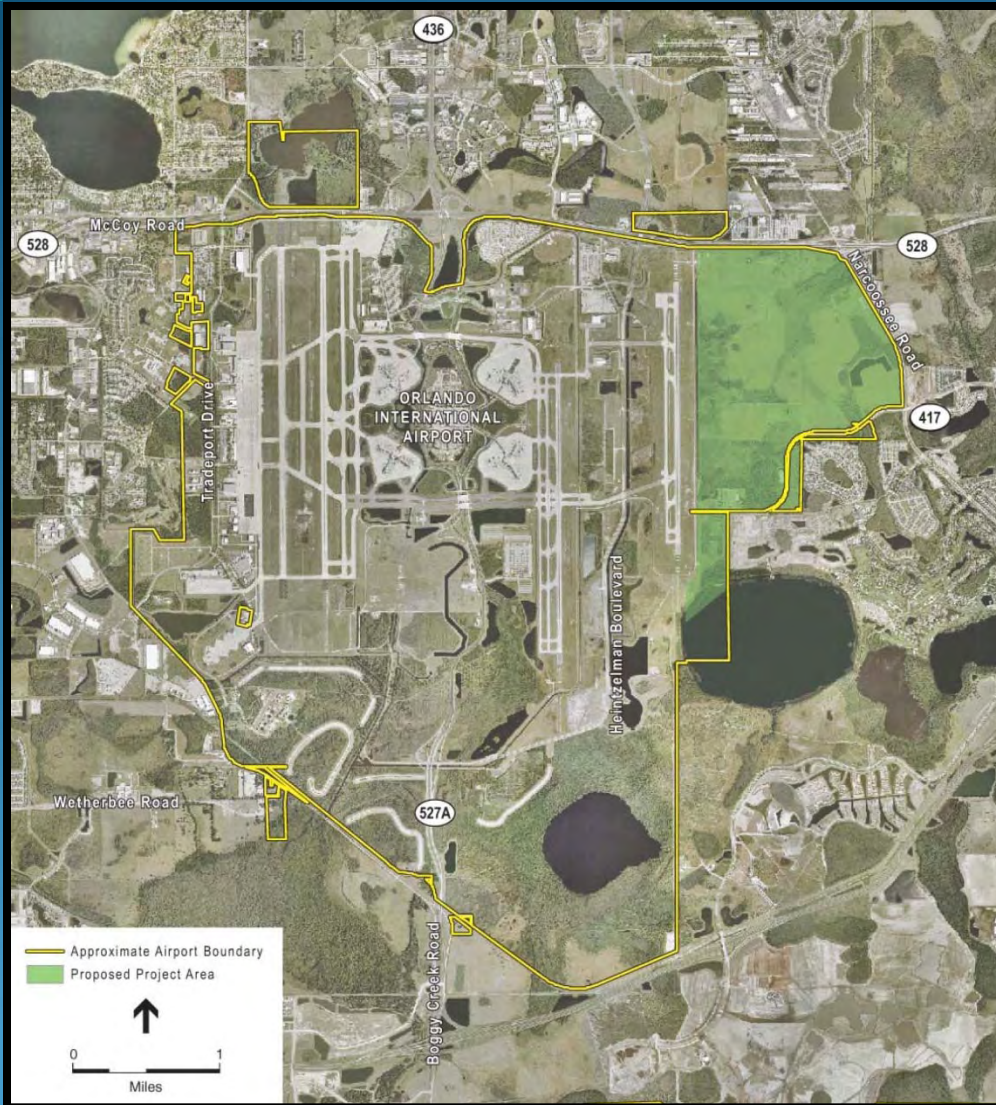 436
McCoy Road
528
528
Narcoossee Road
ORLANDO
INTERNATIONAL
AIRPORT
417
Tradeport Drive
Heintzelman Boulevard
Wetherbee Road
527A
Boggy Creek Road
Approximate Airport Boundary
Proposed Project Area
0 1
Miles